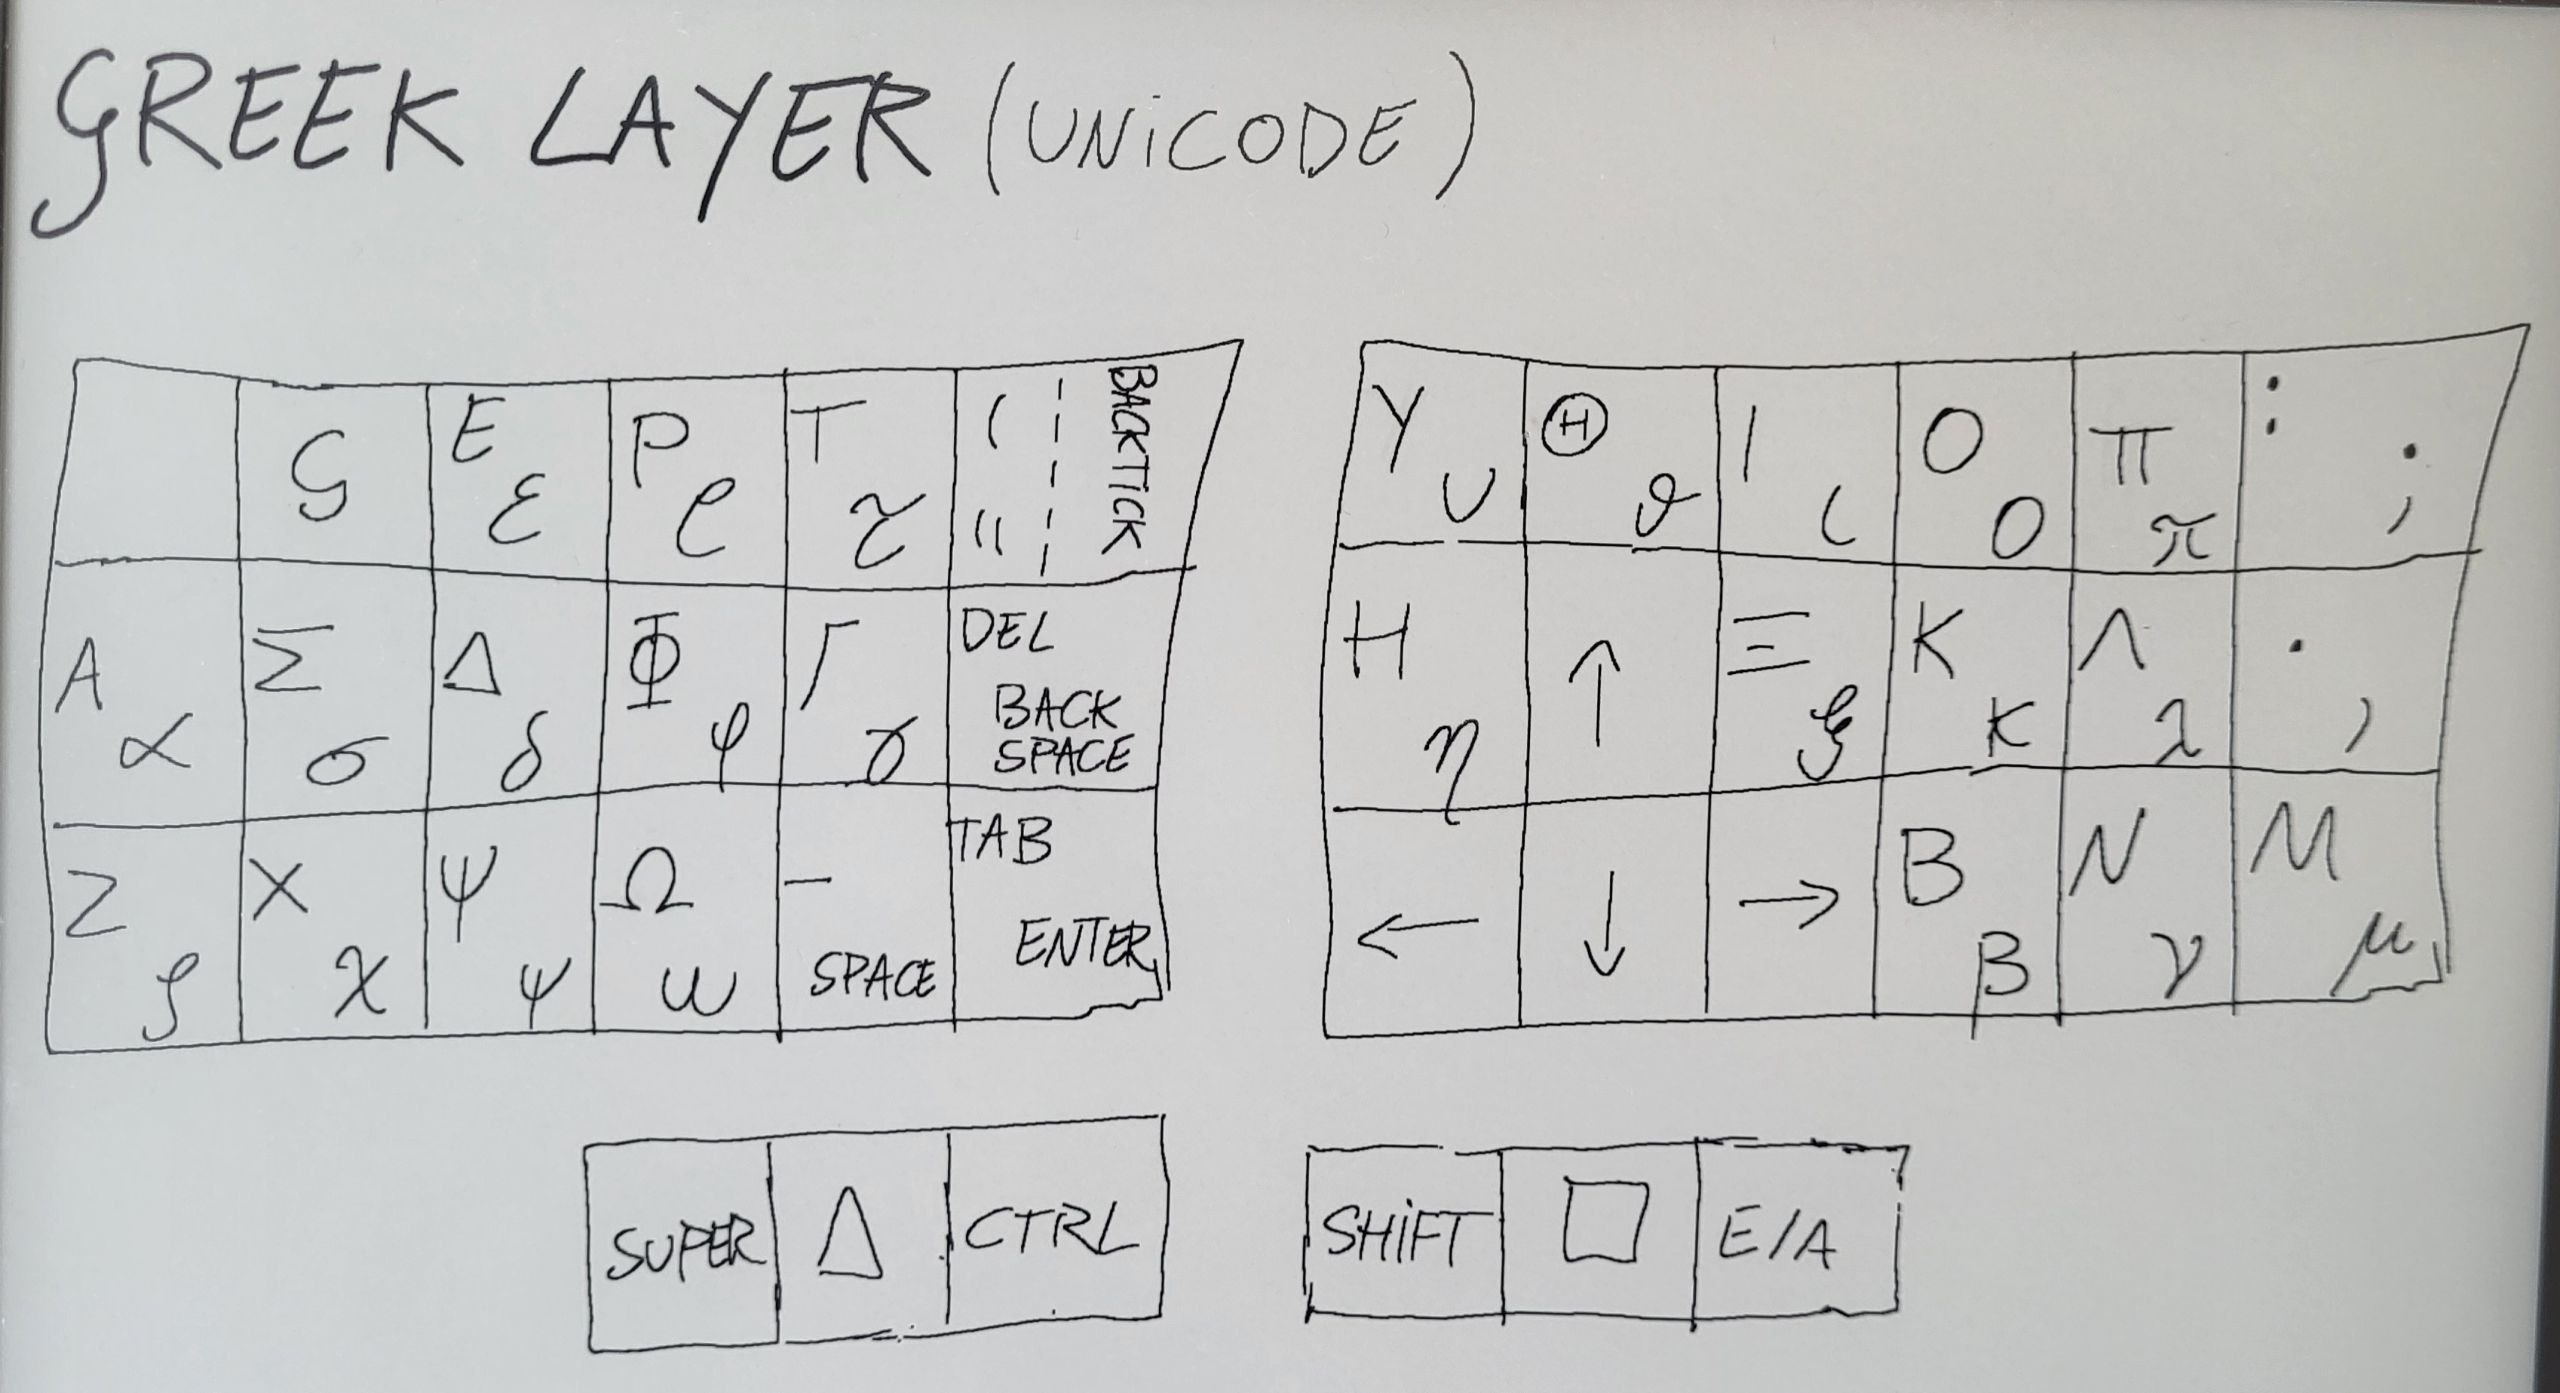 GREEK LAYER (UNICODE)
ς Ε ε Ρ ρ Τ τ ' " BACKTICK
Υ υ Θ ϑ Ι ι Ο ο Π π : ;
Α α Σ σ Δ δ Φ φ Γ γ DEL BACK SPACE
Η η ↑ Ξ ξ Κ κ Λ λ . ,
Ζ ζ Χ χ Ψ ψ Ω ω - SPACE TAB ENTER
← ↓ → Β β Ν ν Μ μ
SUPER △ CTRL
SHiFT □ E/A